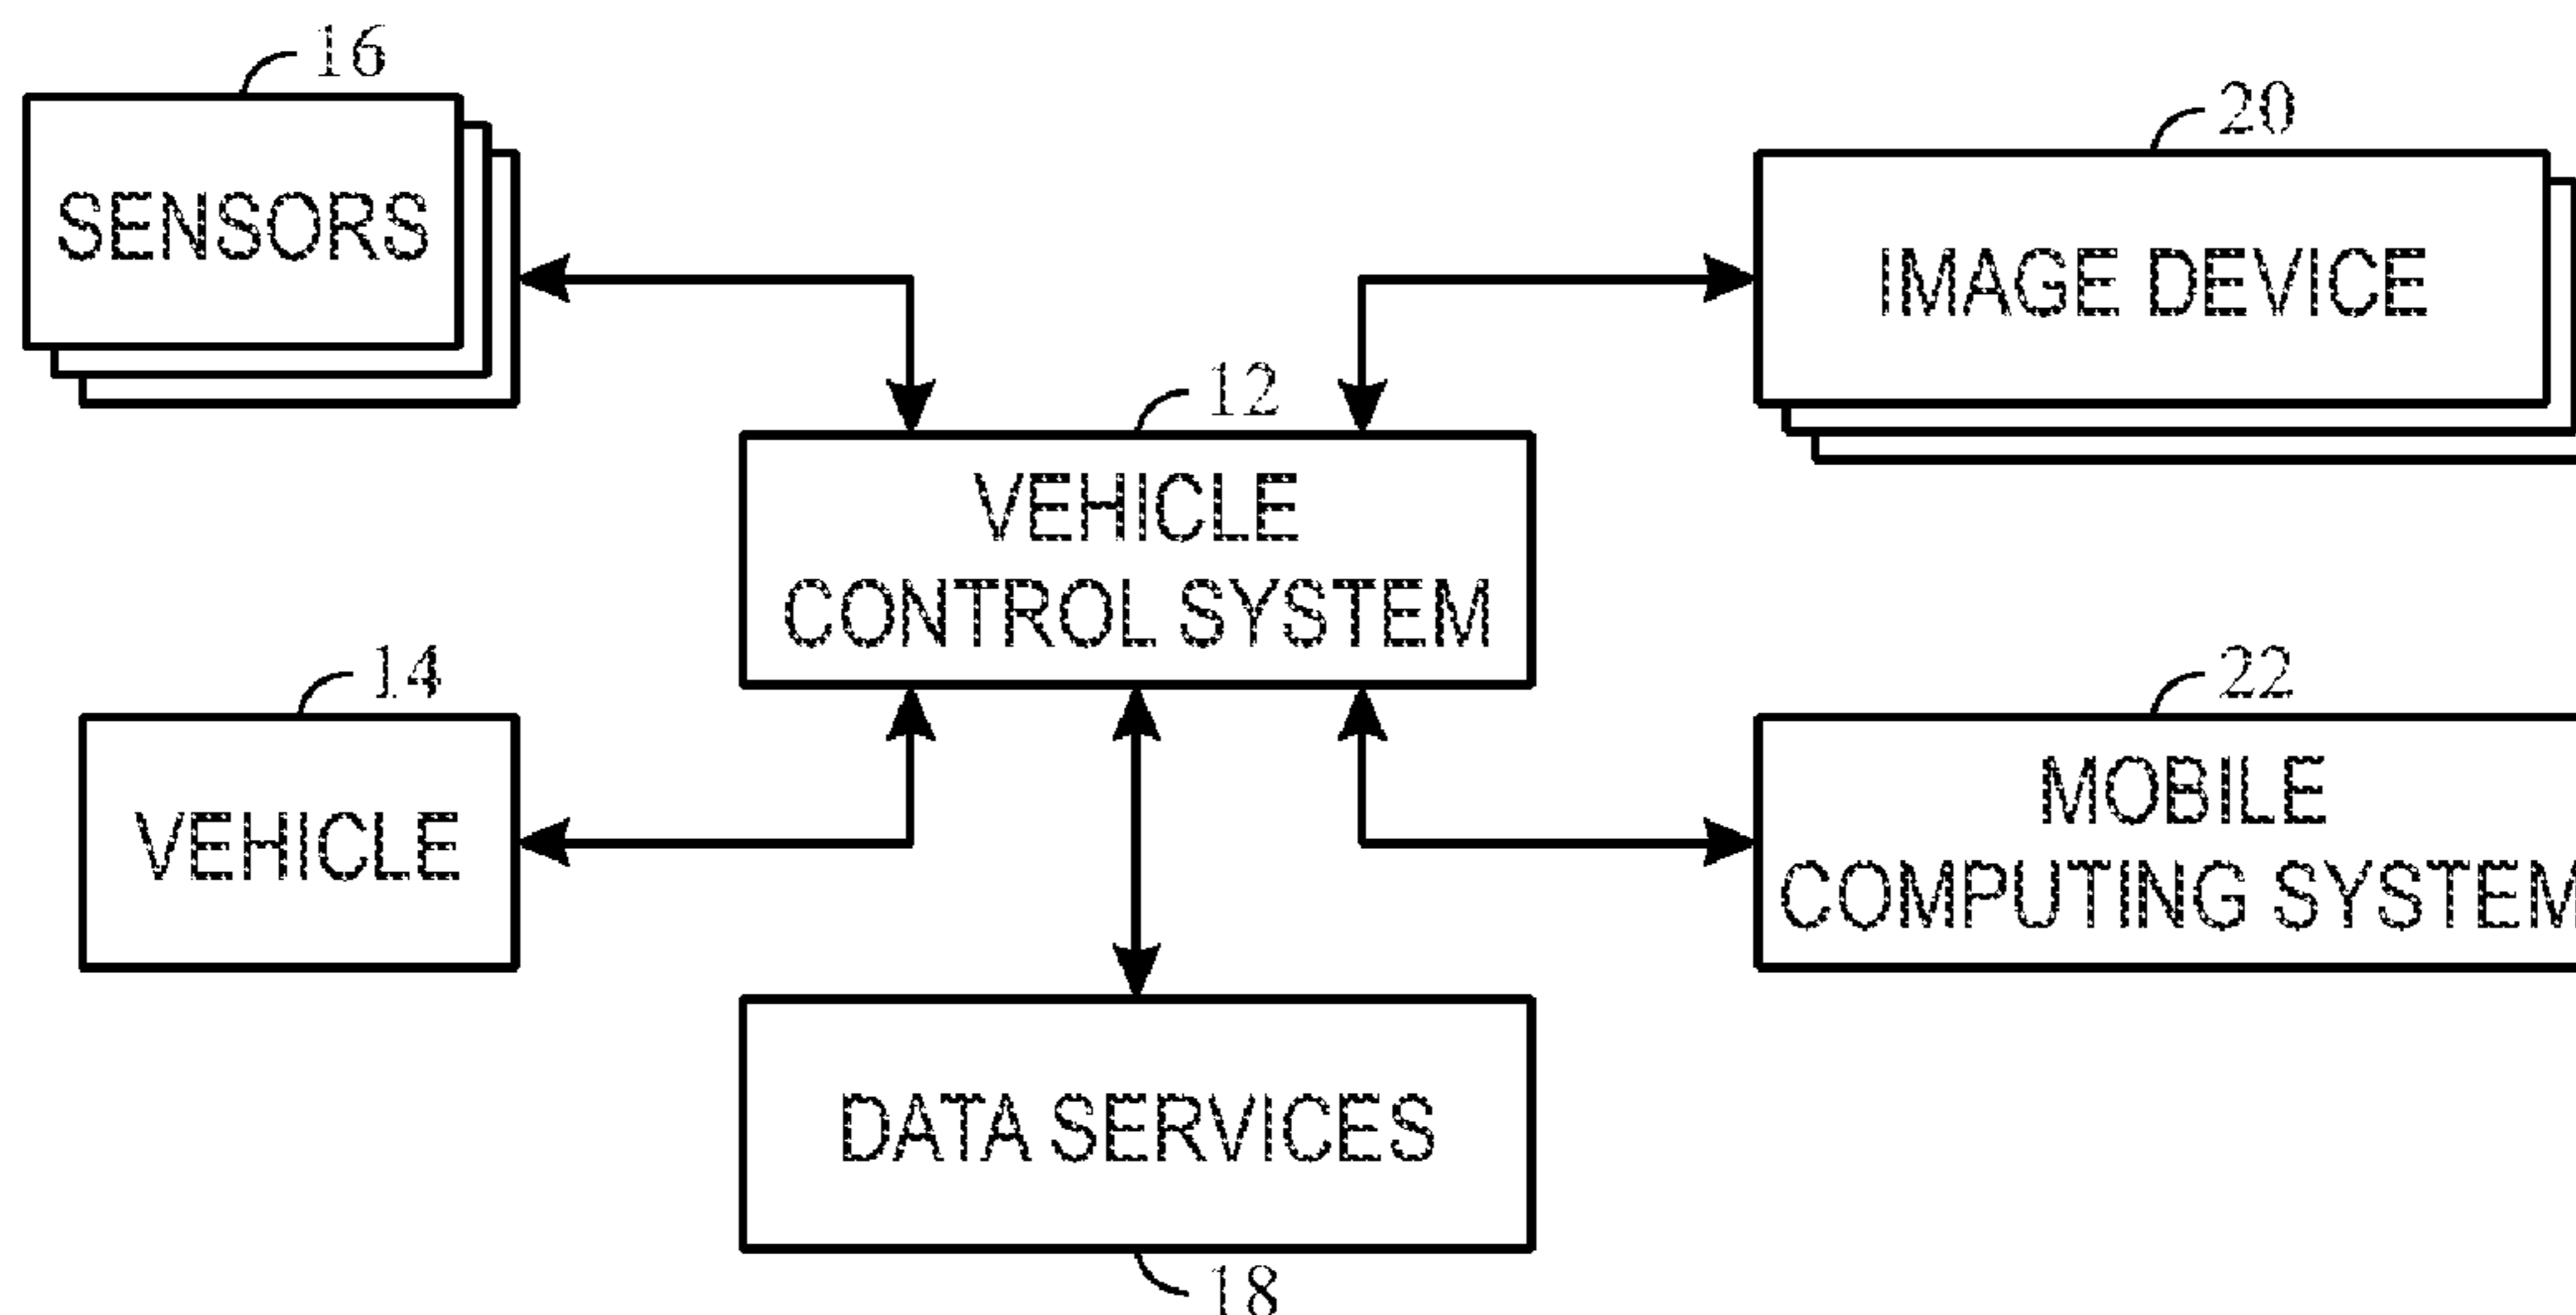 16
SENSORS
20
IMAGE DEVICE
12
VEHICLE
CONTROL SYSTEM
14
VEHICLE
22
MOBILE
COMPUTING SYSTEM
DATA SERVICES
18